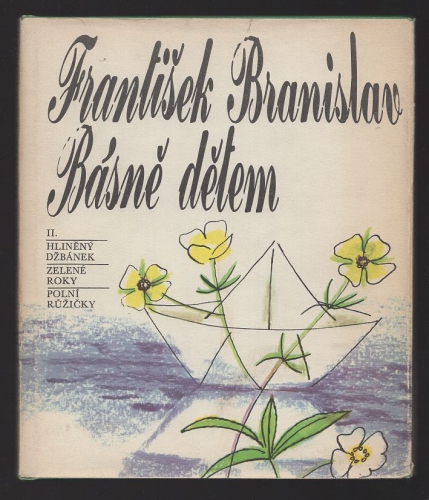 František Branislav
Básně dětem
II.
HLINĚNÝ
DŽBÁNEK
ZELENÉ
ROKY
POLNÍ
RŮŽIČKY